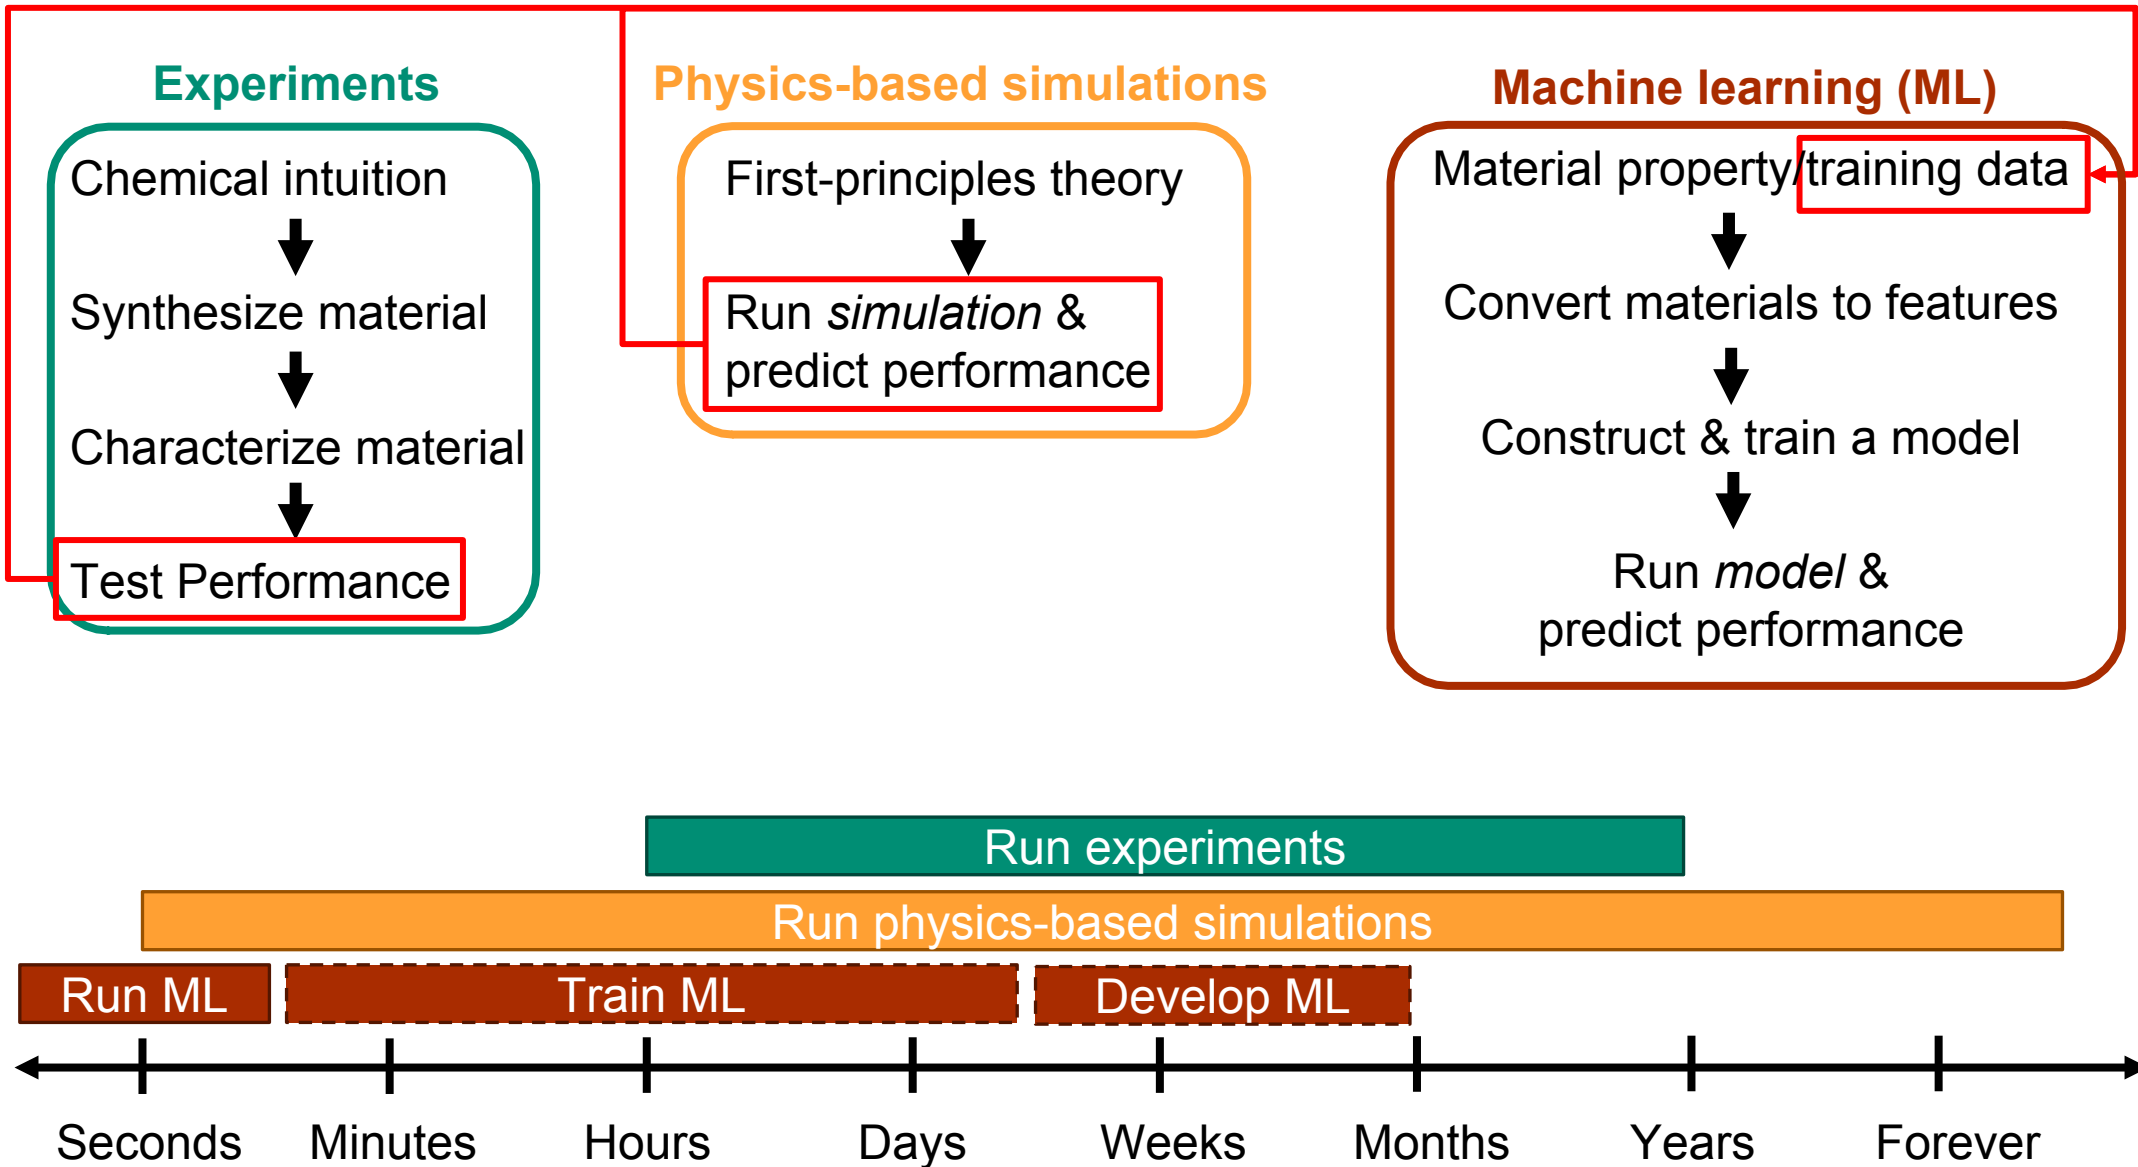 Experiments
Chemical intuition
Synthesize material
Characterize material
Test Performance
Physics-based simulations
First-principles theory
Run simulation &
predict performance
Machine learning (ML)
Material property/training data
Convert materials to features
Construct & train a model
Run model &
predict performance
Run experiments
Run physics-based simulations
Run ML
Train ML
Develop ML
Seconds
Minutes
Hours
Days
Weeks
Months
Years
Forever